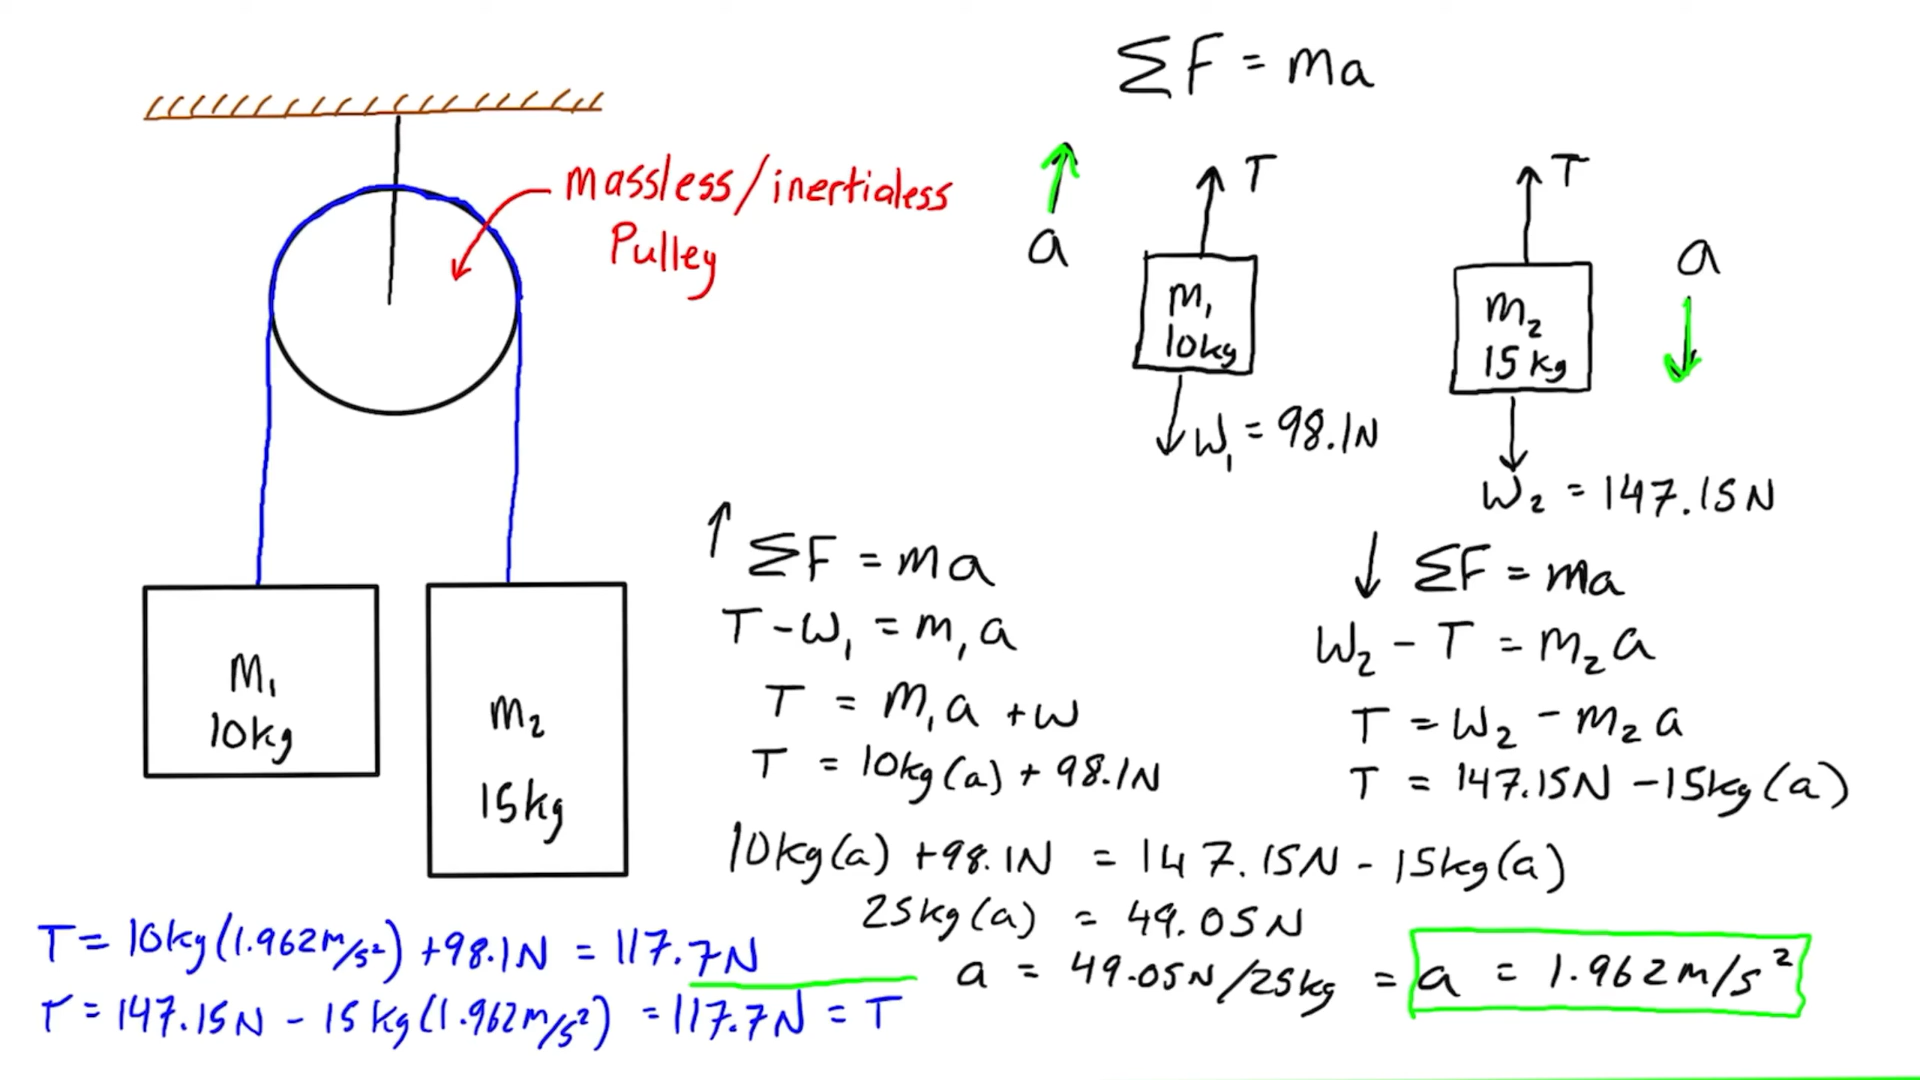 ΣF = ma
massless/inertialess
Pulley
a
T
m₁
10kg
W₁ = 98.1N
T
m₂
15kg
a
W₂ = 147.15N
M₁
10kg
m₂
15kg
ΣF = ma
T - W₁ = m₁a
T = M₁a + W
T = 10kg(a) + 98.1N
ΣF = ma
W₂ - T = m₂a
T = W₂ - m₂a
T = 147.15N - 15kg(a)
10kg(a) + 98.1N = 147.15N - 15kg(a)
25kg(a) = 49.05N
a = 49.05N/25kg = a = 1.962m/s²
T = 10kg(1.962m/s²) + 98.1N = 117.7N
T = 147.15N - 15kg(1.962m/s²) = 117.7N = T